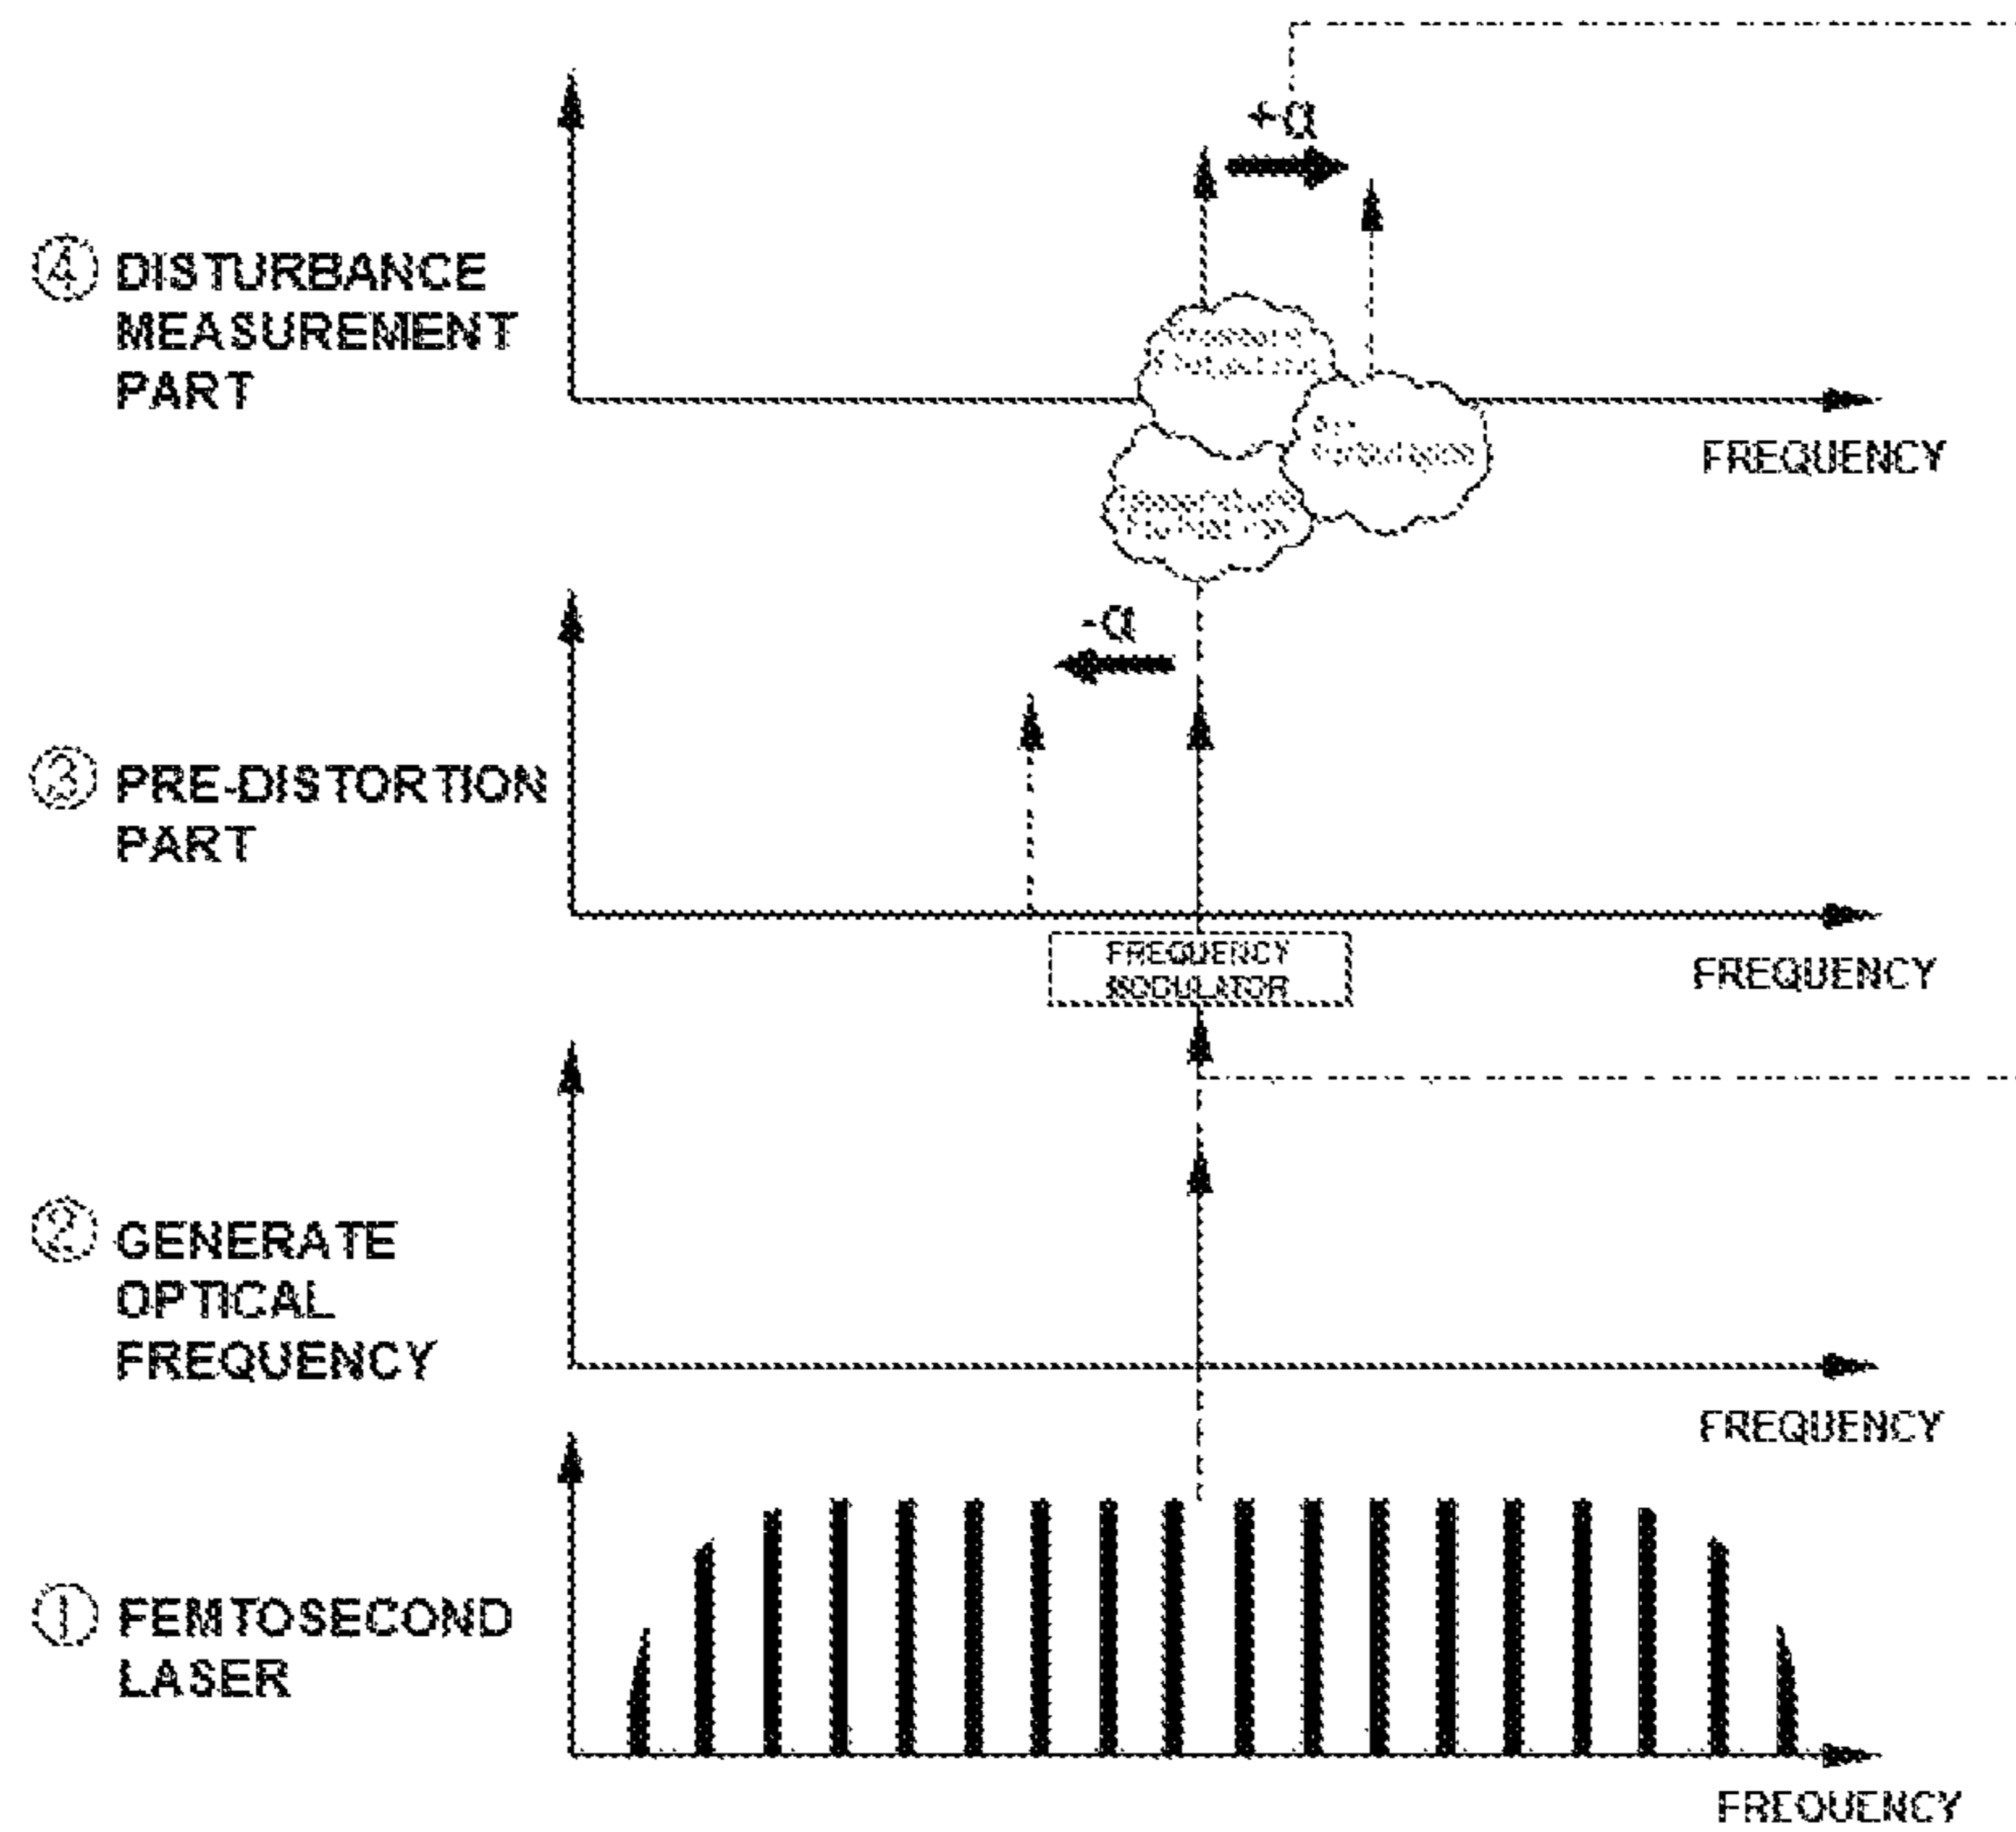 +α
④ DISTURBANCE
MEASUREMENT
PART
FREQUENCY
-α
③ PRE-DISTORTION
PART
FREQUENCY
MODULATOR
FREQUENCY
② GENERATE
OPTICAL
FREQUENCY
FREQUENCY
① FEMTOSECOND
LASER
FREQUENCY